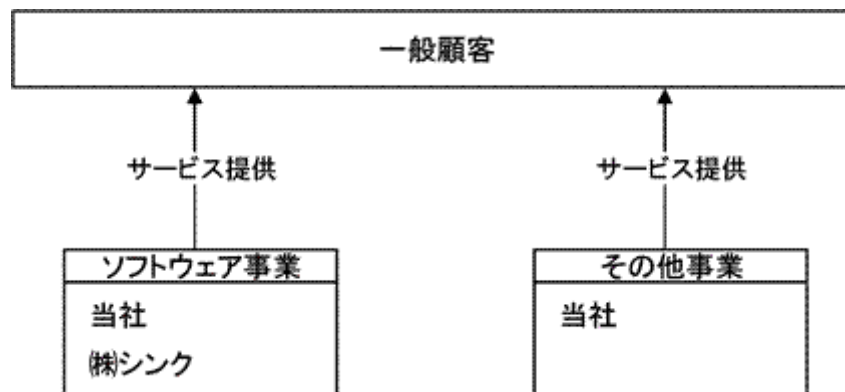 一般顧客
サービス提供
サービス提供
ソフトウェア事業
その他事業
当社
㈱シンク
当社